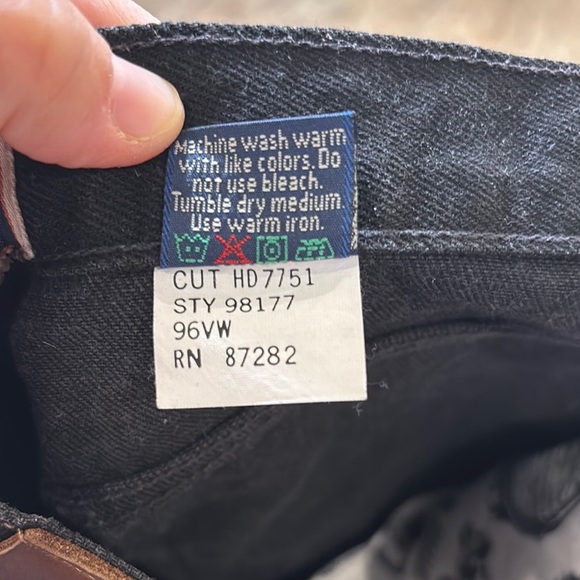 Machine wash warm
with like colors. Do
not use bleach.
Tumble dry medium.
Use warm iron.
CUT HD7751
STY 98177
96VW
RN 87282